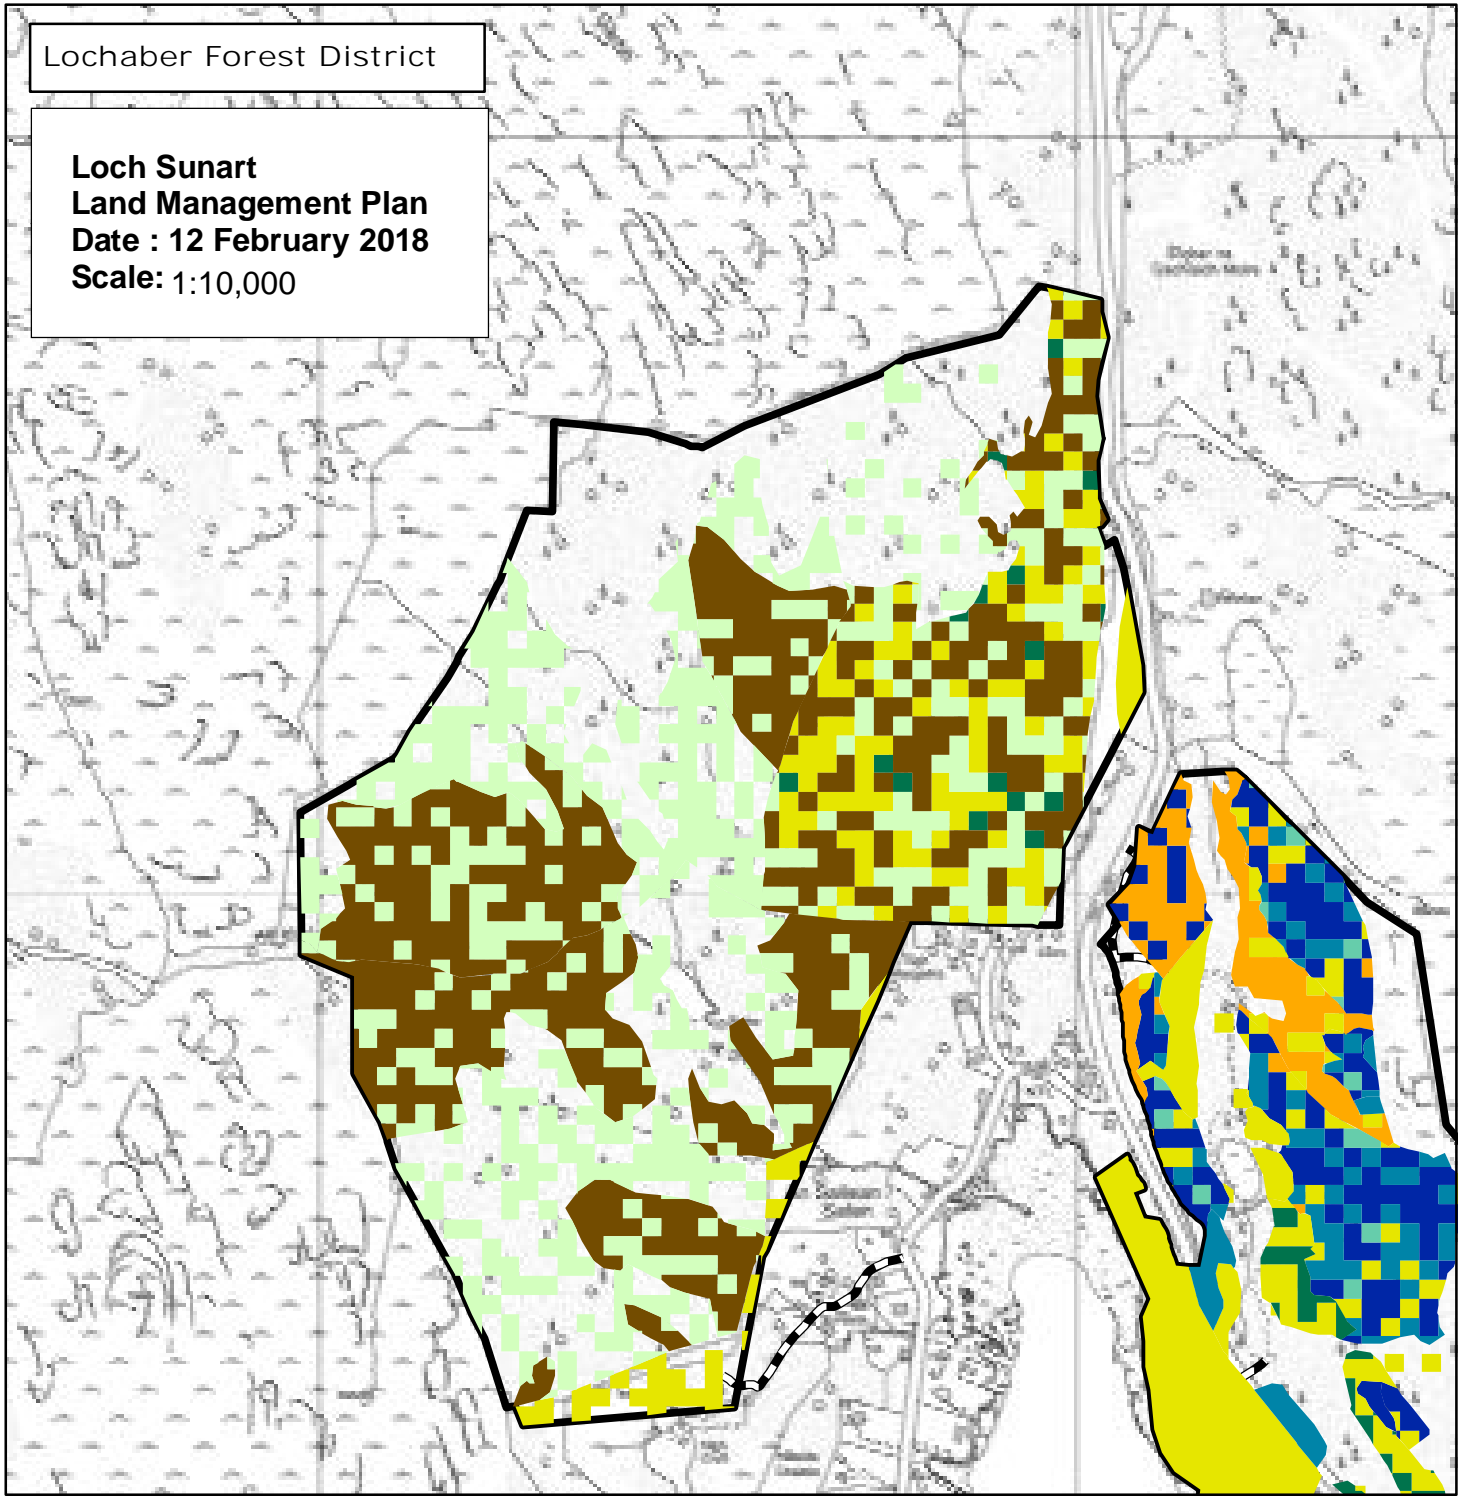 Lochaber Forest District
Loch Sunart
Land Management Plan
Date : 12 February 2018
Scale: 1:10,000